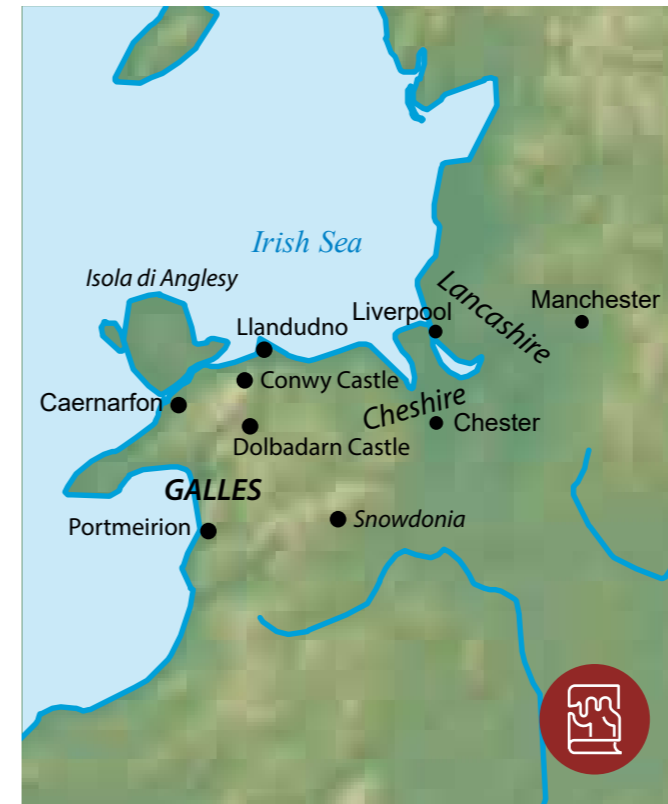 Irish Sea
Isola di Anglesy
Lancashire
Manchester
Liverpool
Llandudno
Conwy Castle
Caernarfon
Cheshire
Chester
Dolbadarn Castle
GALLES
Snowdonia
Portmeirion